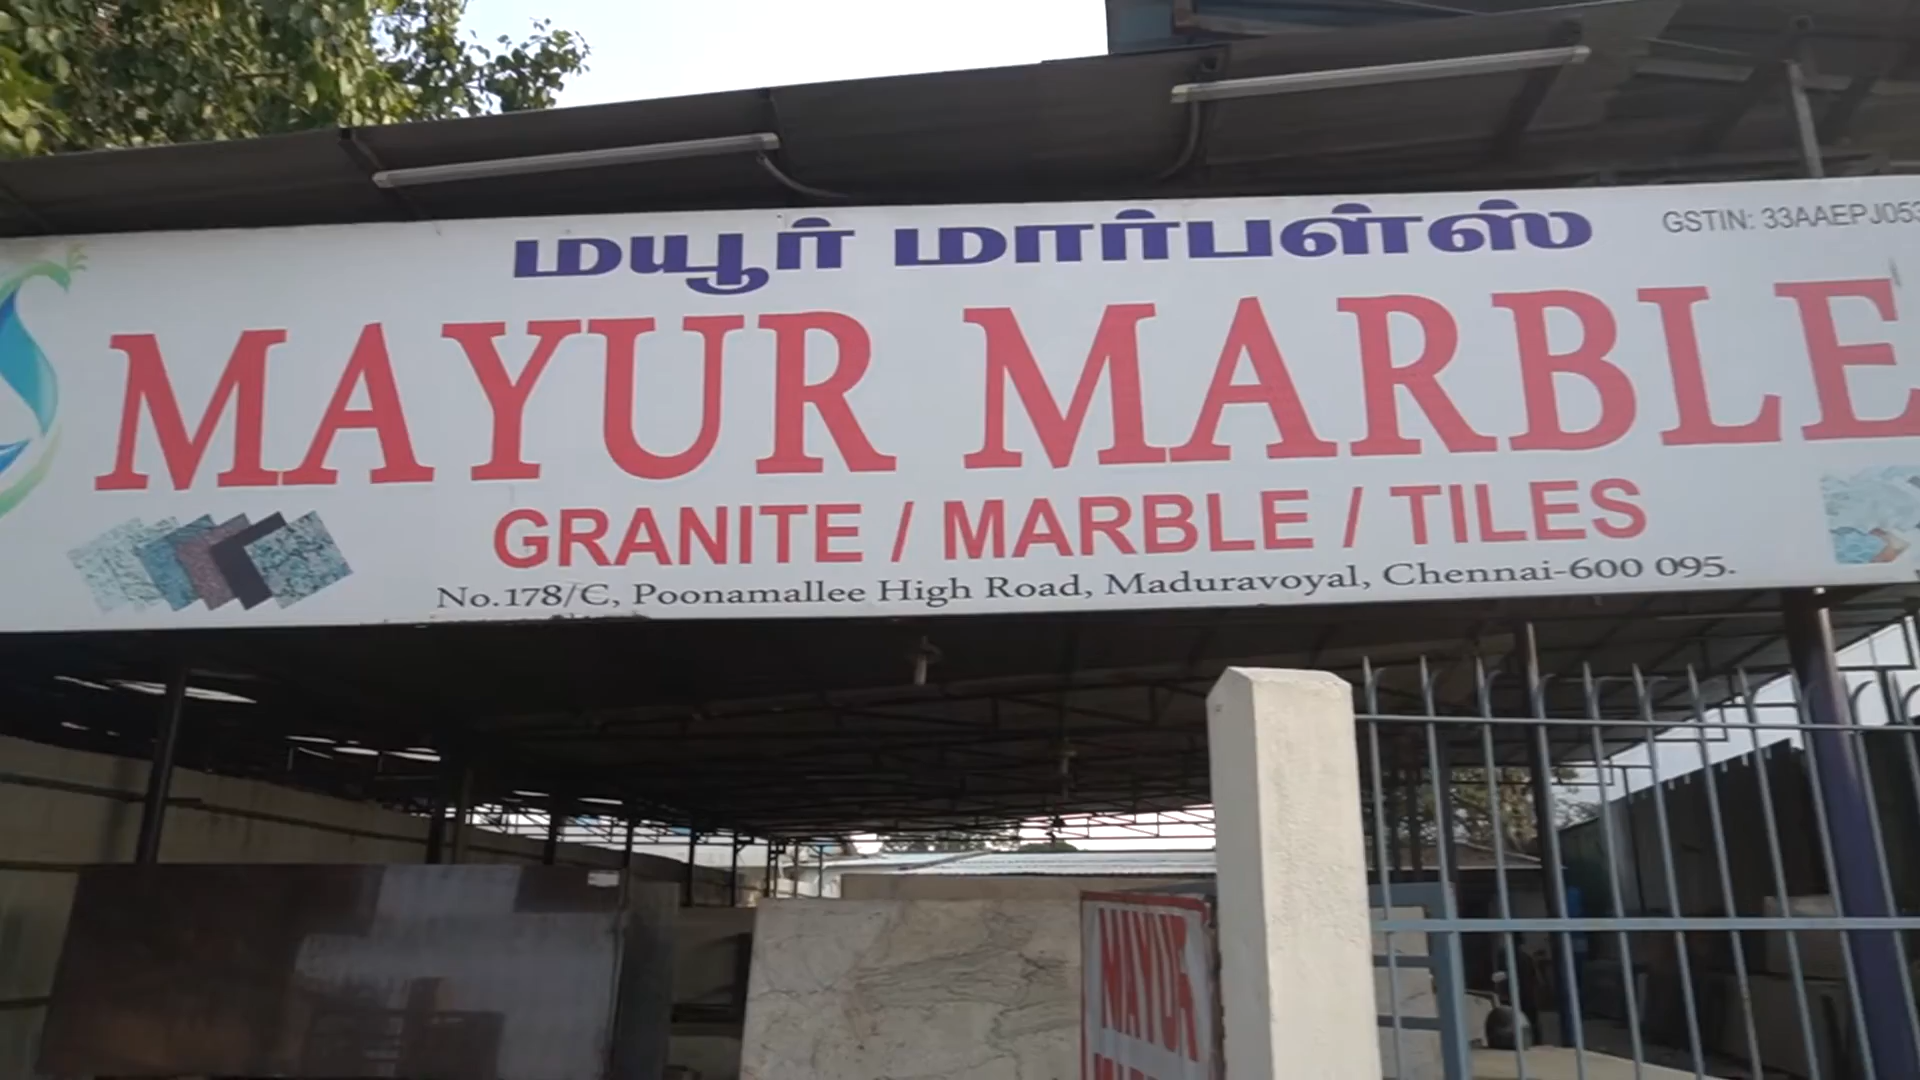 மயூர் மார்பள்ஸ்
GSTIN: 33AAEPJ053
MAYUR MARBLE
GRANITE / MARBLE / TILES
No.178/C, Poonamallee High Road, Maduravoyal, Chennai-600 095.
MAYUR